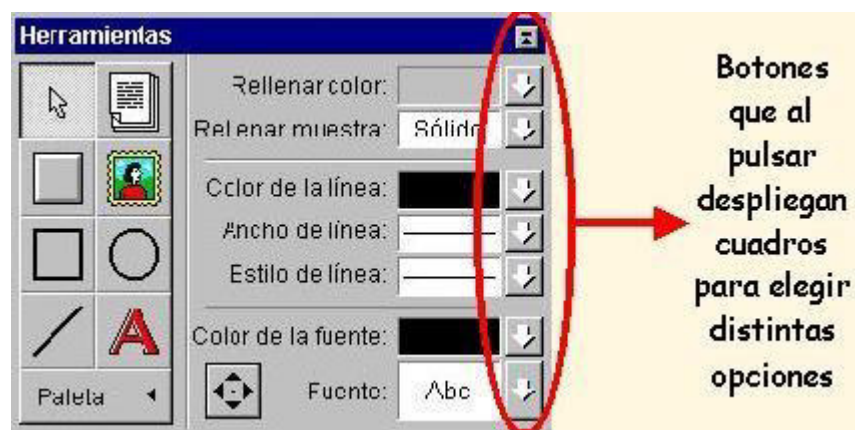 Herramientas
Rellenar color:
Rellenar muestra: Sólido
Color de la línea:
Ancho de línea:
Estilo de línea:
Color de la fuente:
Fuente: Abc
Paleta
Botones
que al
pulsar
despliegan
cuadros
para elegir
distintas
opciones